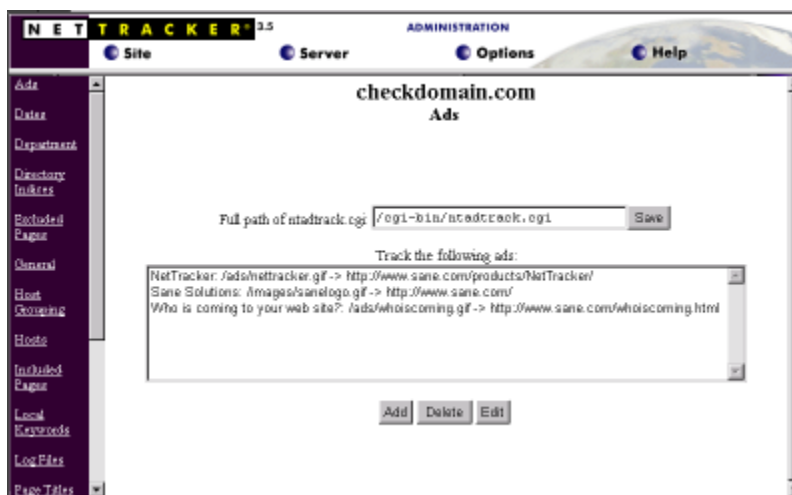 NET TRACKER® 3.5
ADMINISTRATION
Site Server Options Help
Ads
Dates
Department
Directory
Indices
Excluded
Pages
General
Host
Grouping
Hosts
Included
Pages
Local
Keywords
Log Files
Page Titles
checkdomain.com
Ads
Full path of ntadtrack.cgi: /cgi-bin/ntadtrack.cgi Save
Track the following ads:
NetTracker: /ads/nettracker.gif -> http://www.sane.com/products/NetTracker/
Sane Solutions: /images/sanelogo.gif -> http://www.sane.com/
Who is coming to your web site?: /ads/whoiscoming.gif -> http://www.sane.com/whoiscoming.html
Add Delete Edit